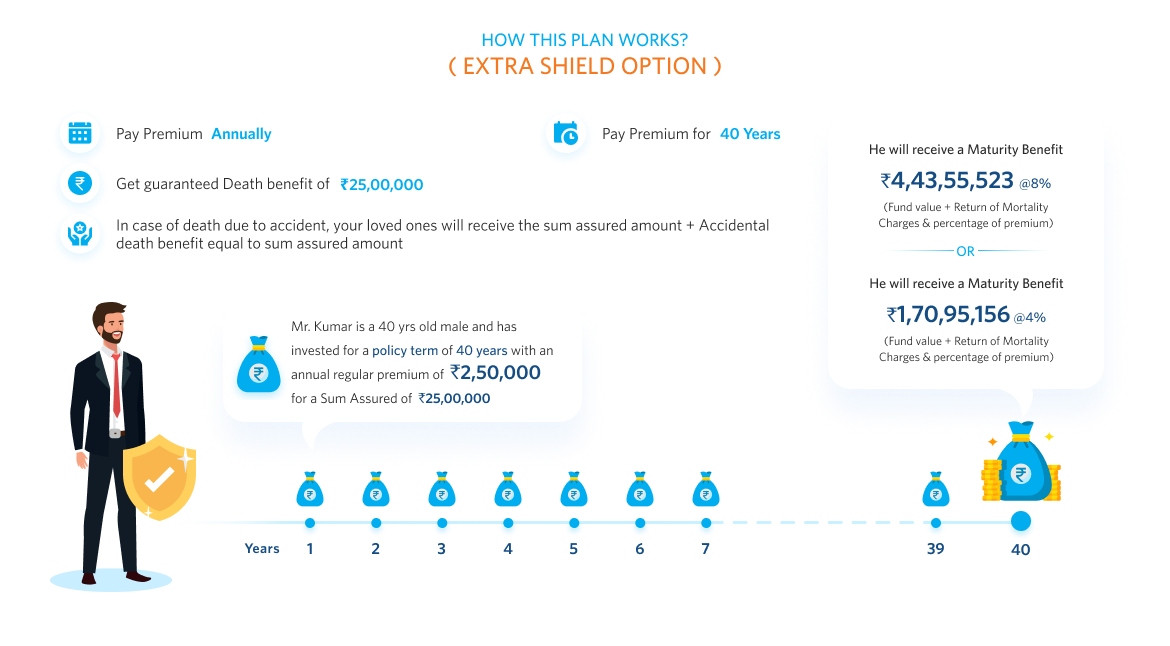 HOW THIS PLAN WORKS?
( EXTRA SHIELD OPTION )
Pay Premium Annually
Pay Premium for 40 Years
Get guaranteed Death benefit of ₹25,00,000
In case of death due to accident, your loved ones will receive the sum assured amount + Accidental
death benefit equal to sum assured amount
He will receive a Maturity Benefit
₹4,43,55,523 @8%
(Fund value + Return of Mortality
Charges & percentage of premium)
OR
He will receive a Maturity Benefit
₹1,70,95,156 @4%
(Fund value + Return of Mortality
Charges & percentage of premium)
Mr. Kumar is a 40 yrs old male and has
invested for a policy term of 40 years with an
annual regular premium of ₹2,50,000
for a Sum Assured of ₹25,00,000
₹
₹
₹
₹
₹
₹
₹
₹
₹
₹
₹
Years 1 2 3 4 5 6 7 39 40